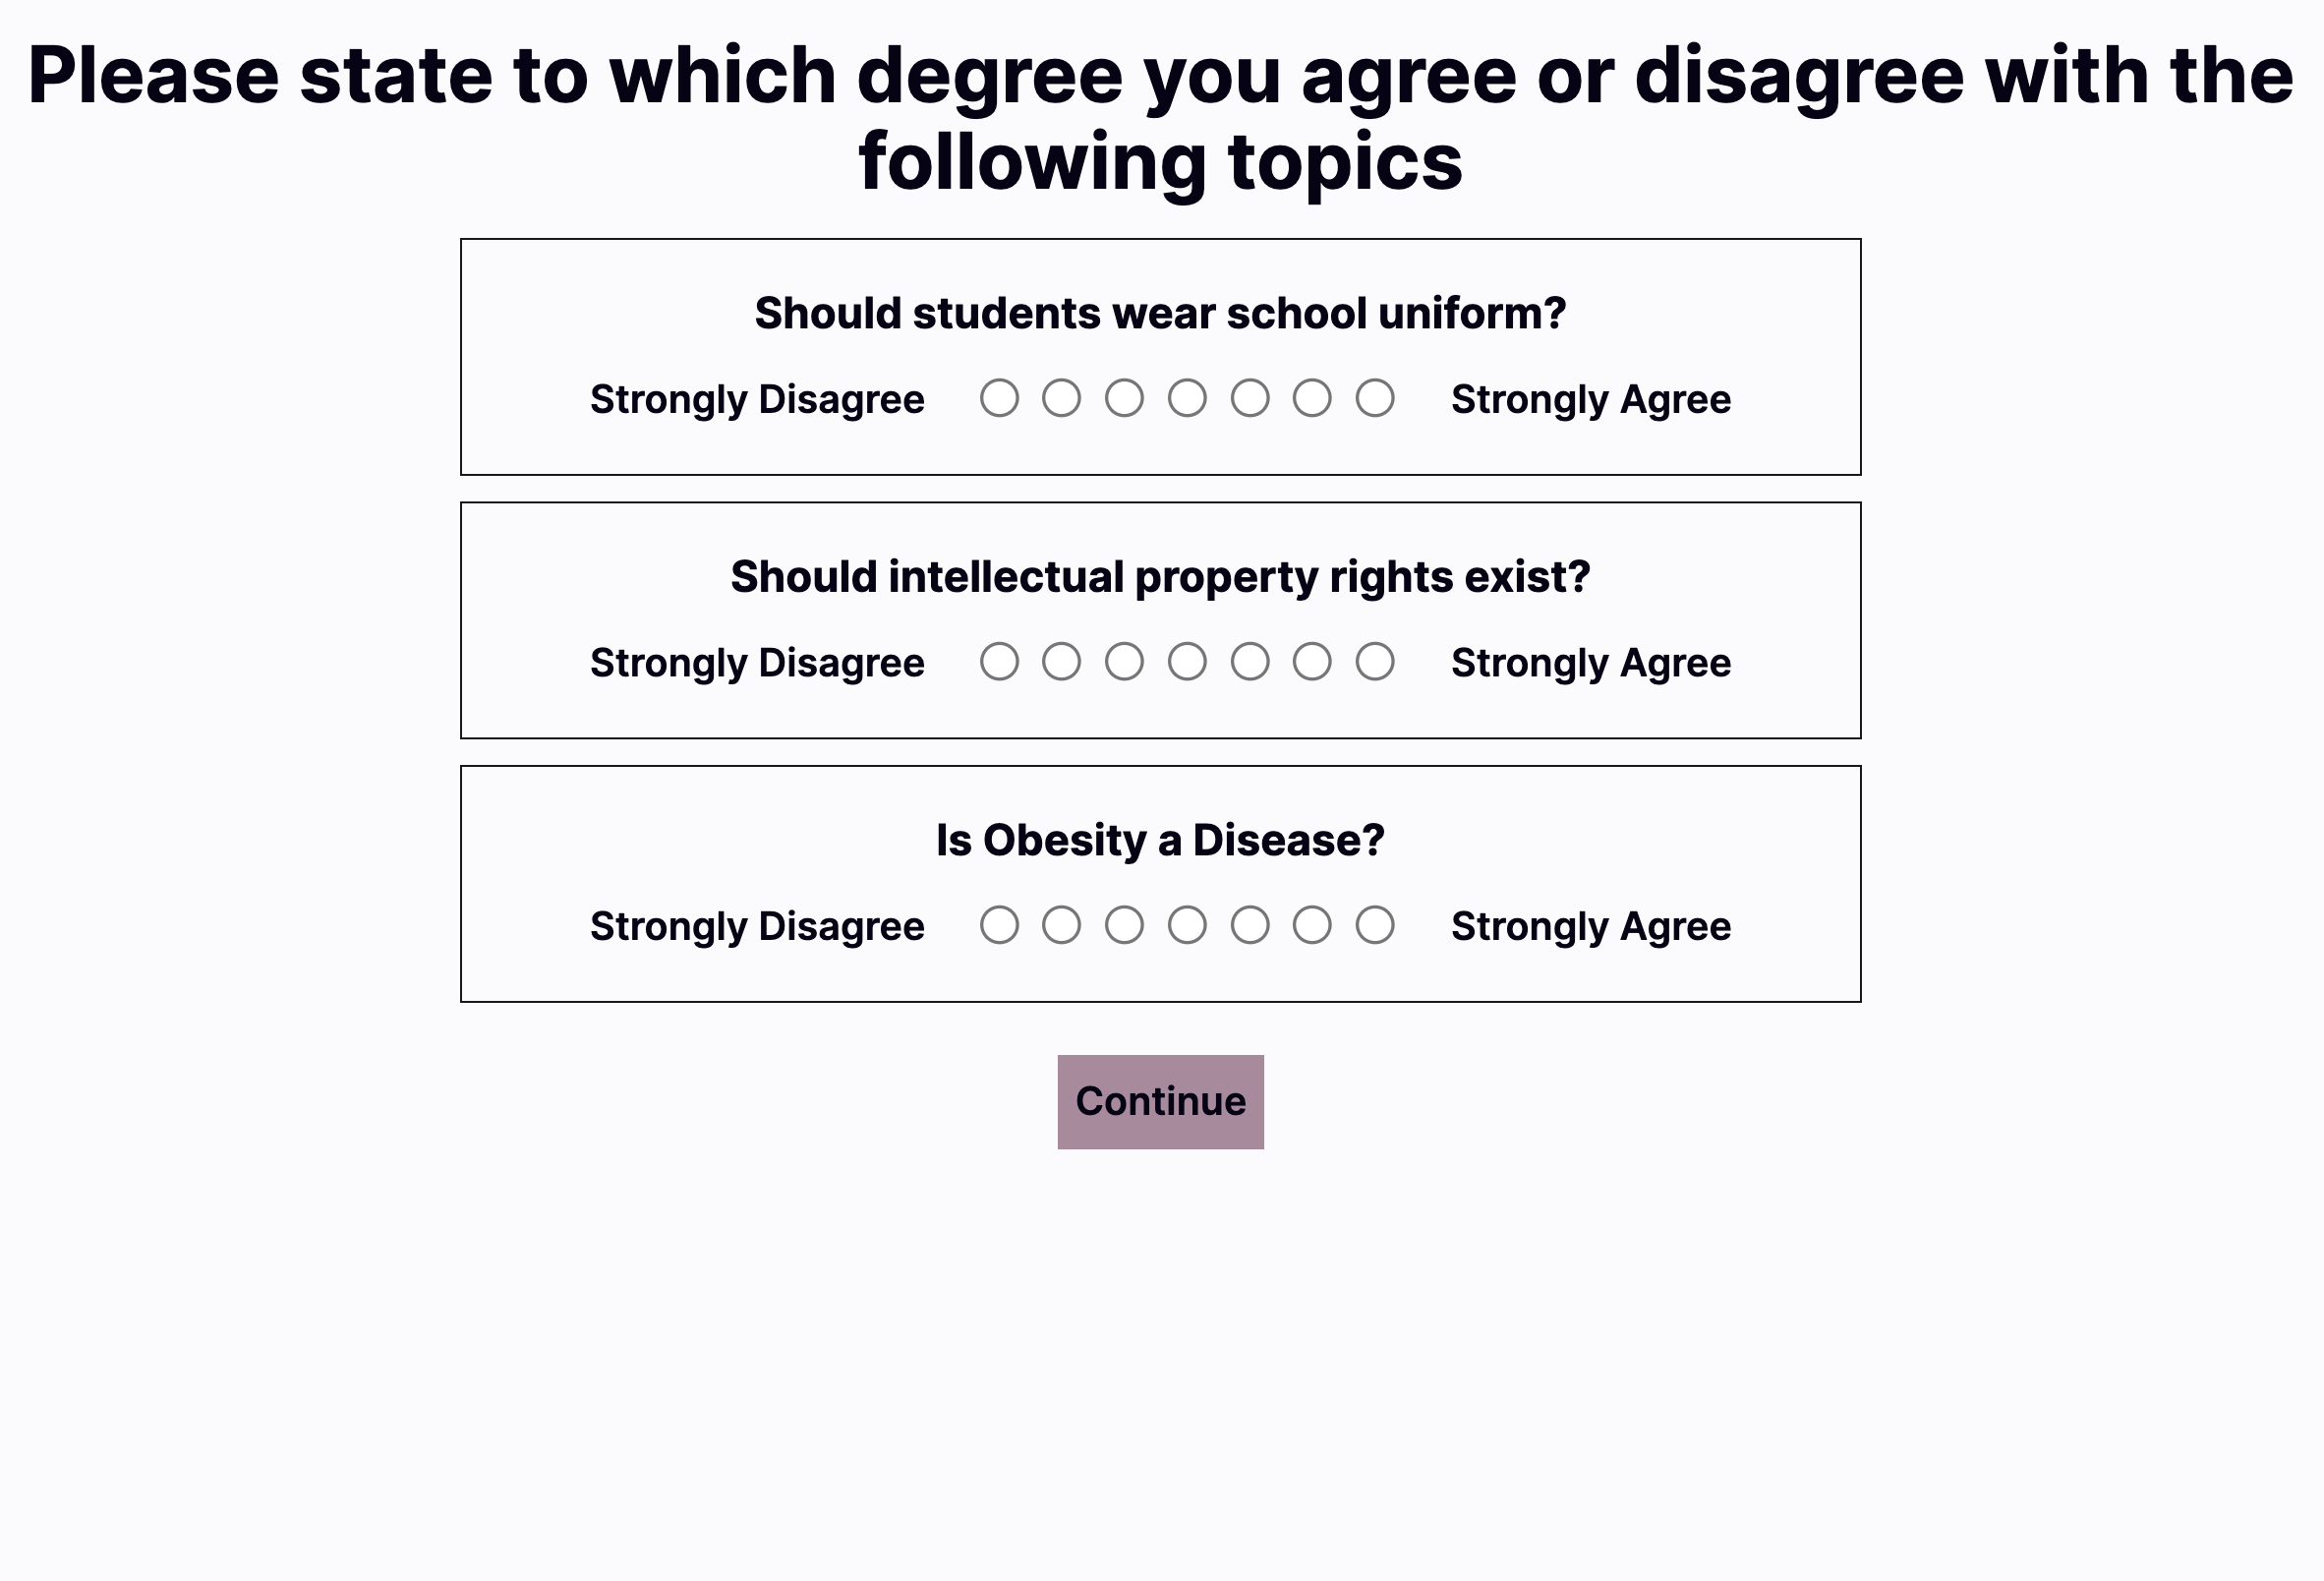 Please state to which degree you agree or disagree with the
following topics
Should students wear school uniform?
Strongly Disagree Strongly Agree
Should intellectual property rights exist?
Strongly Disagree Strongly Agree
Is Obesity a Disease?
Strongly Disagree Strongly Agree
Continue